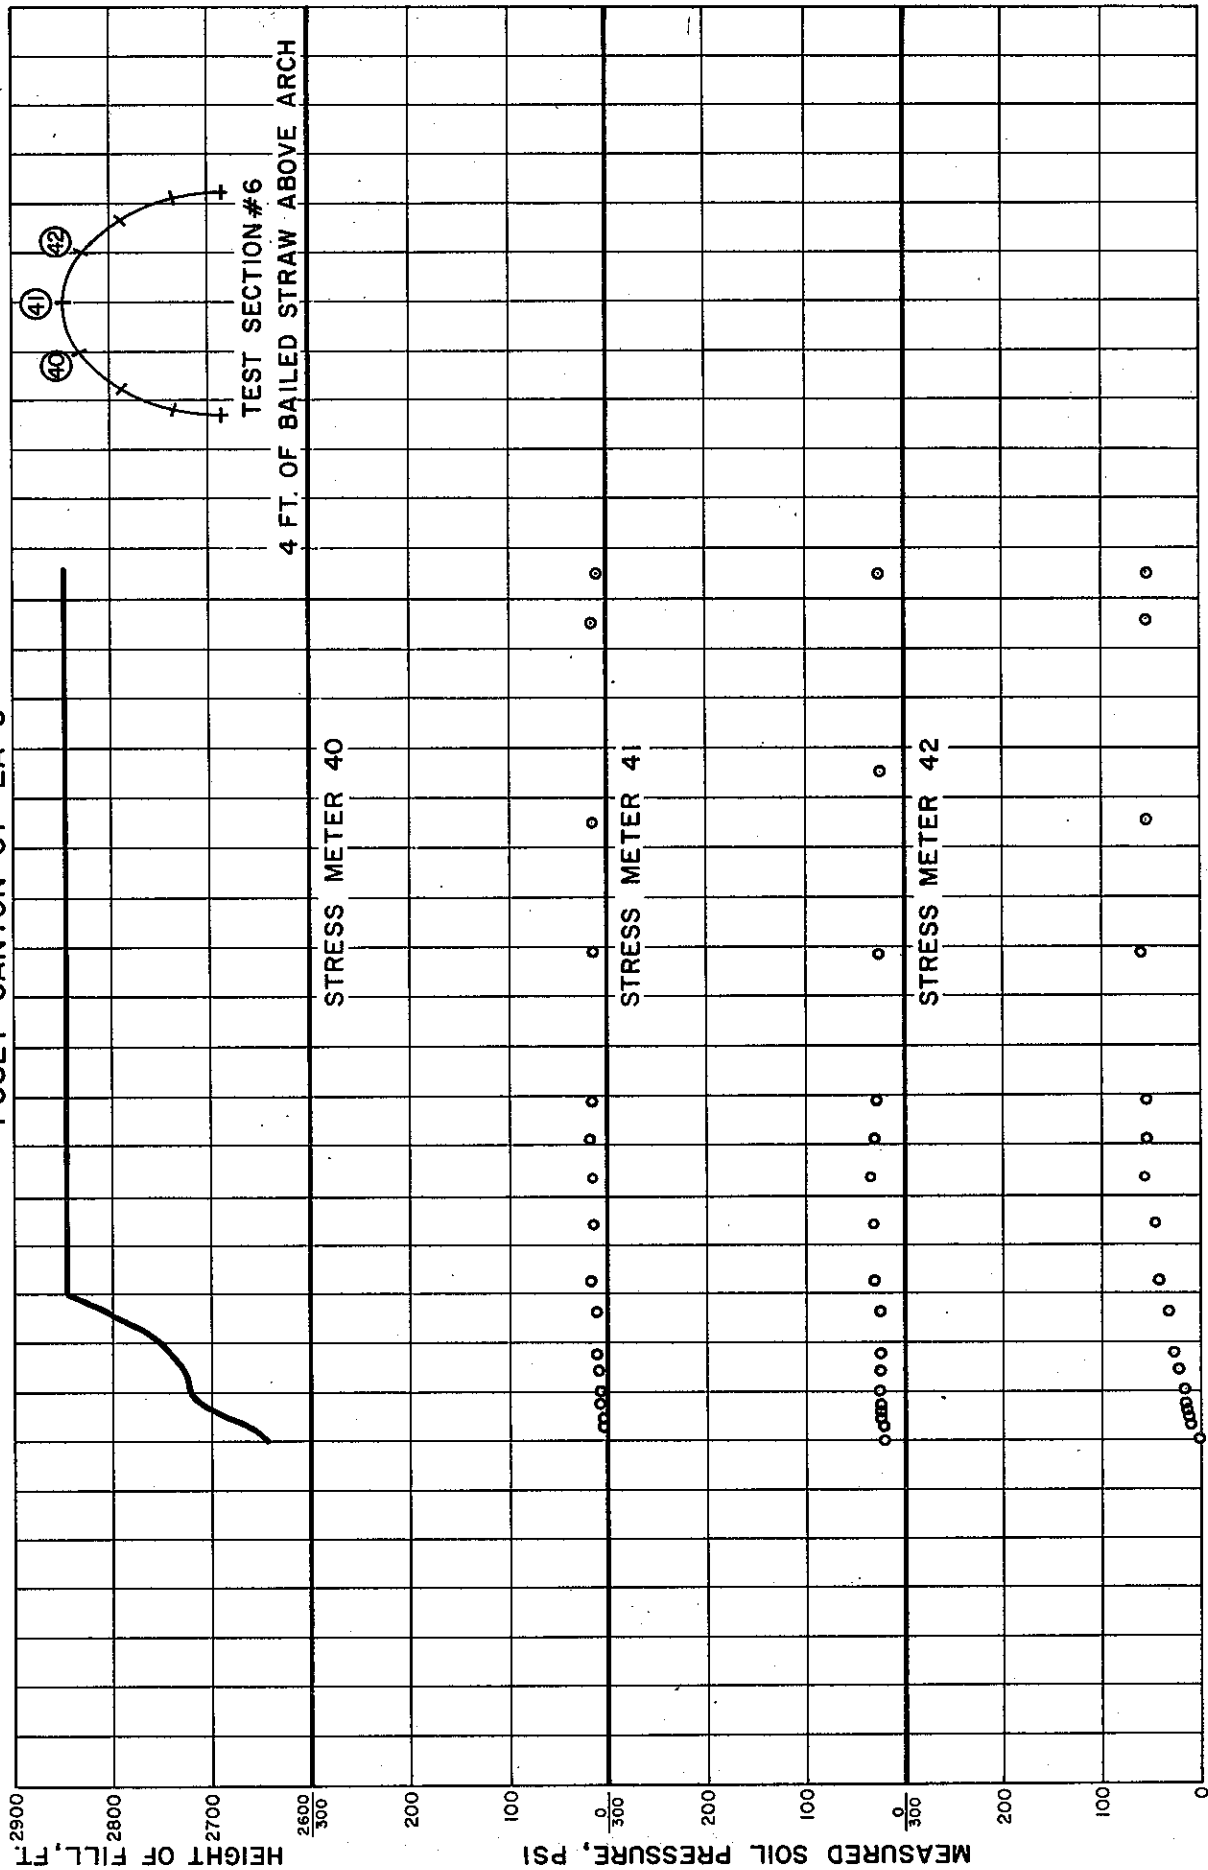 HEIGHT OF FILL, FT.
2900
2800
2700
2600
40
41
42
TEST SECTION #6
4 FT. OF BAILED STRAW ABOVE ARCH
MEASURED SOIL PRESSURE, PSI
300
200
100
0
STRESS METER 40
300
200
100
0
STRESS METER 41
300
200
100
0
STRESS METER 42